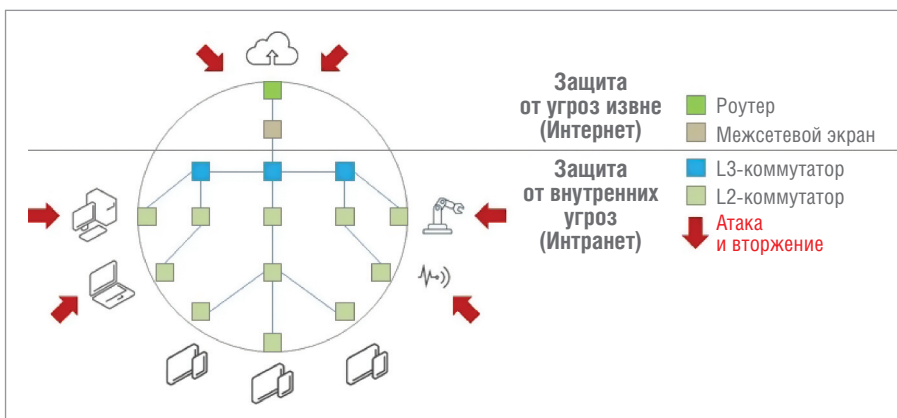 Защита
от угроз извне
(Интернет)
Роутер
Межсетевой экран
Защита
от внутренних
угроз
(Интранет)
L3-коммутатор
L2-коммутатор
Атака
и вторжение